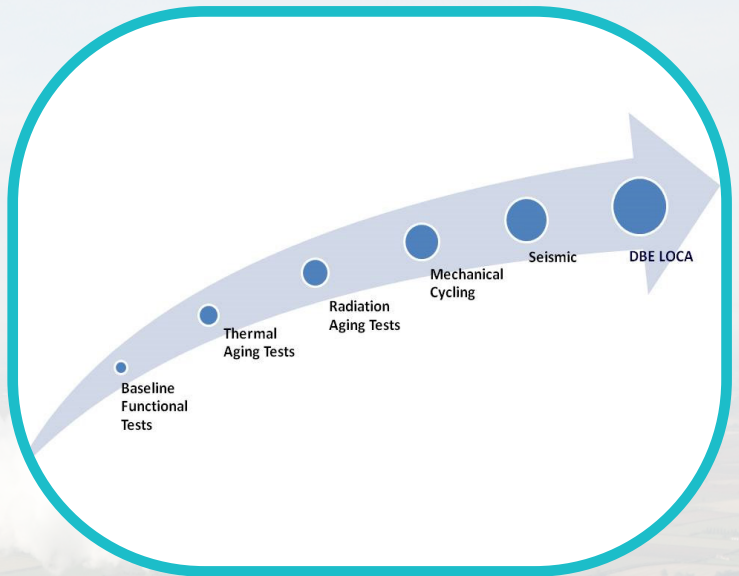 Baseline
Functional
Tests
Thermal
Aging Tests
Radiation
Aging Tests
Mechanical
Cycling
Seismic
DBE LOCA